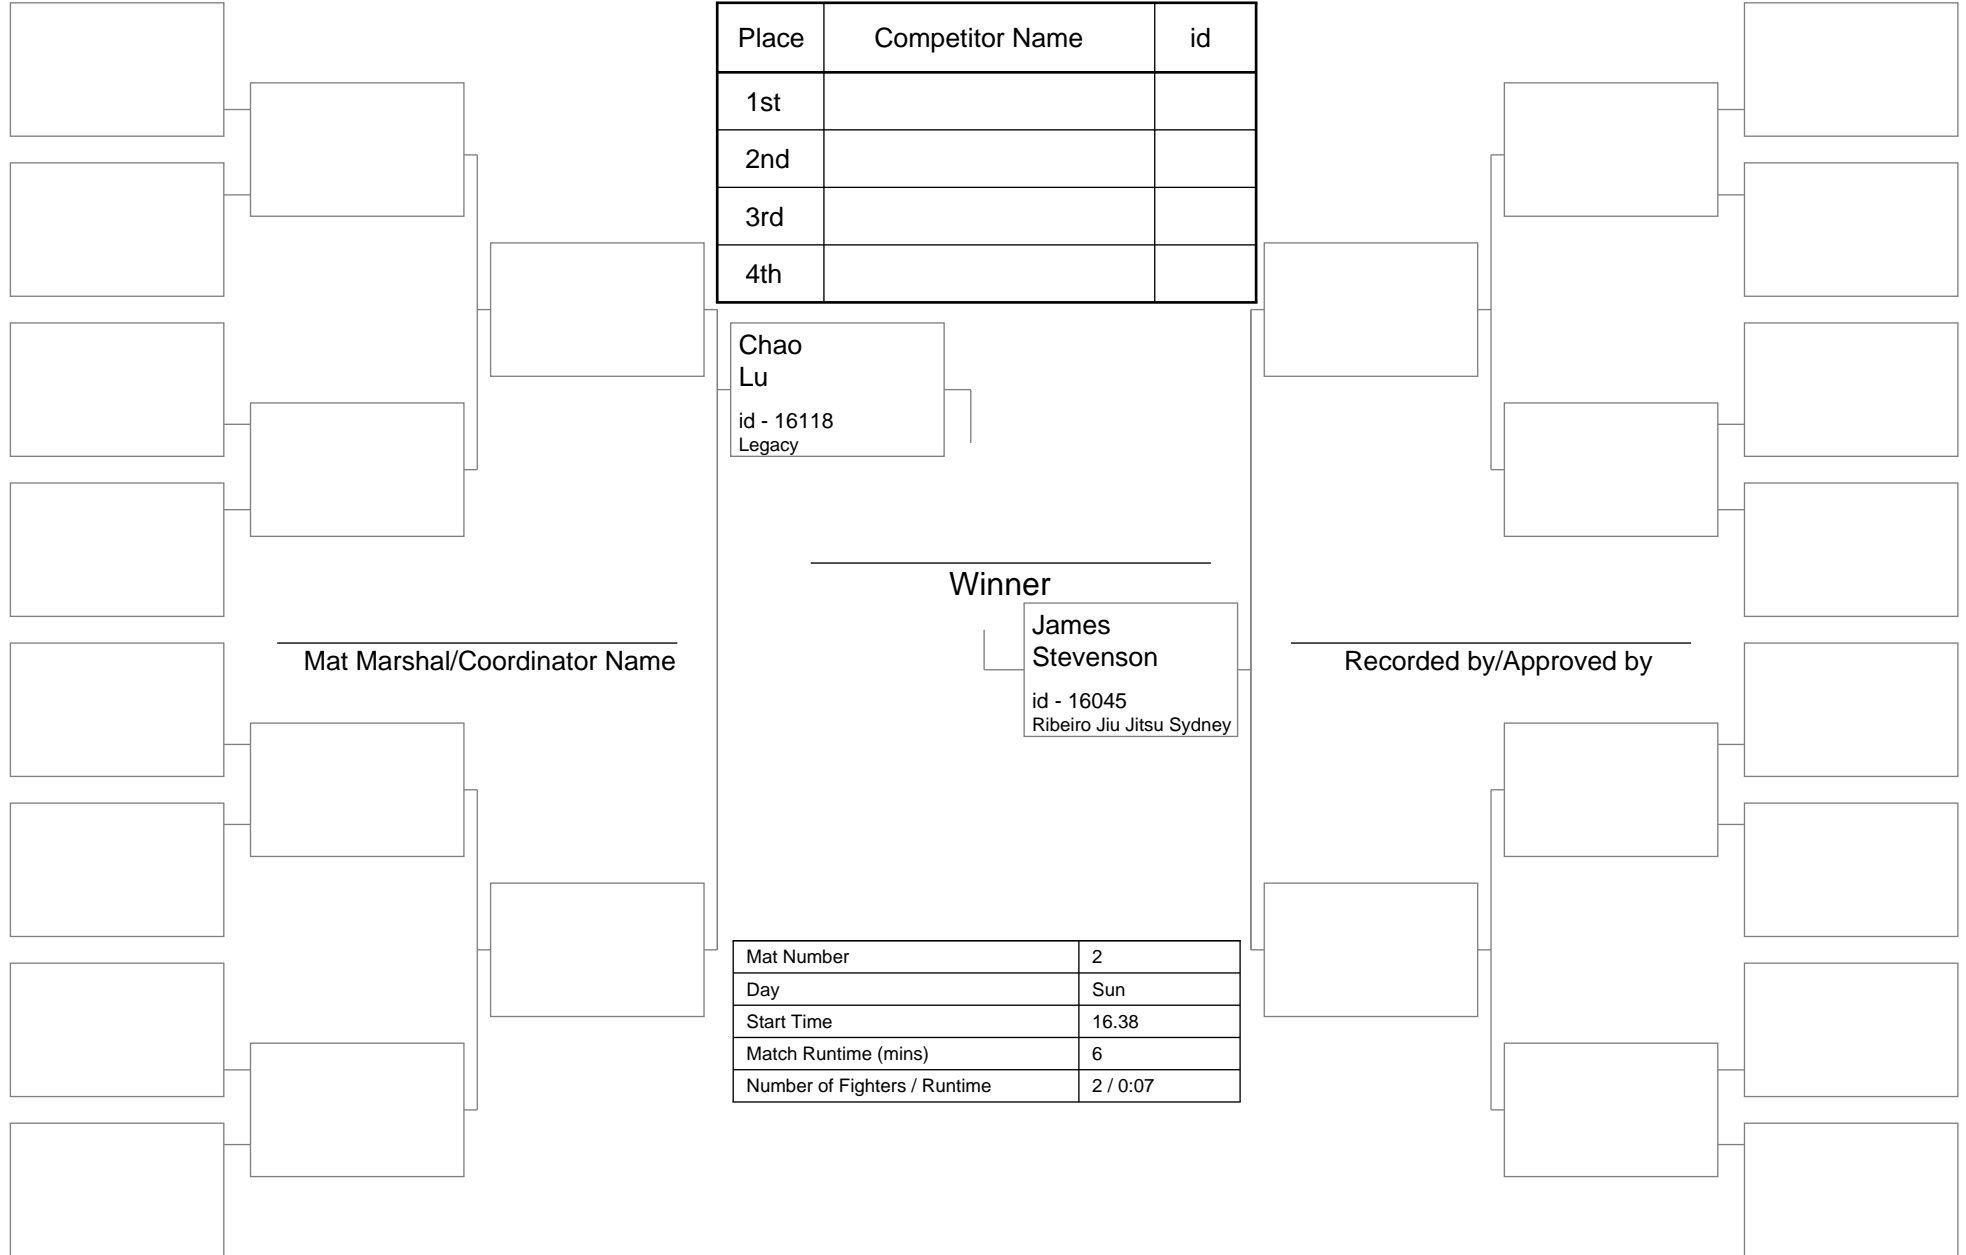 Place Competitor Name id
1st
2nd
3rd
4th
Chao
Lu
id - 16118
Legacy
Winner
James
Stevenson
id - 16045
Ribeiro Jiu Jitsu Sydney
Mat Marshal/Coordinator Name
Recorded by/Approved by
Mat Number 2
Day Sun
Start Time 16.38
Match Runtime (mins) 6
Number of Fighters / Runtime 2 / 0:07